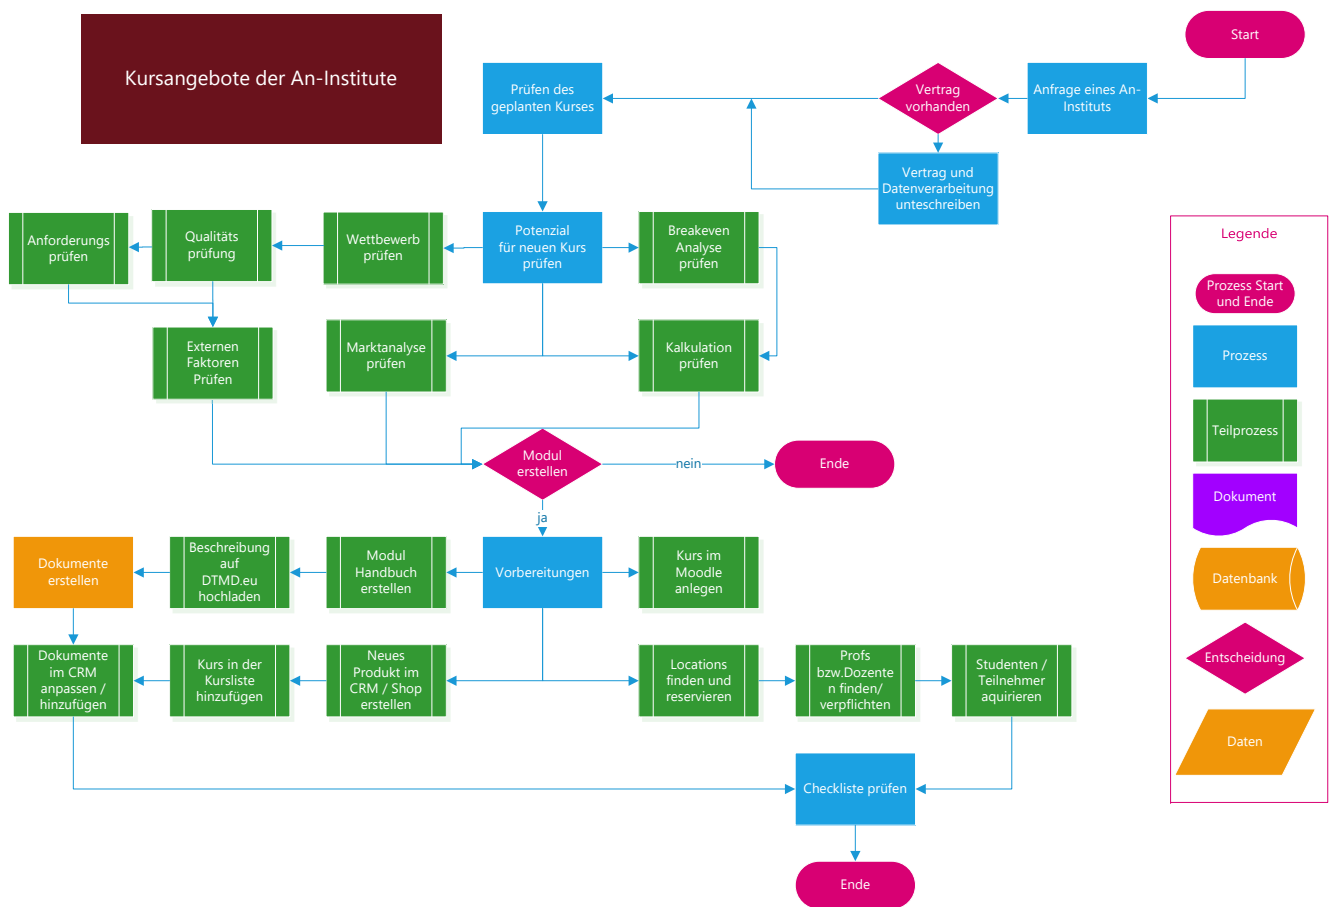 Kursangebote der An-Institute
Start
Prüfen des
geplanten Kurses
Vertrag
vorhanden
Anfrage eines An-
Instituts
Vertrag und
Datenverarbeitung
unteschreiben
Anforderungs
prüfen
Qualitäts
prüfung
Wettbewerb
prüfen
Potenzial
für neuen Kurs
prüfen
Breakeven
Analyse
prüfen
Externen
Faktoren
Prüfen
Marktanalyse
prüfen
Kalkulation
prüfen
Modul
erstellen
nein
Ende
ja
Dokumente
erstellen
Beschreibung
auf
DTMD.eu
hochladen
Modul
Handbuch
erstellen
Vorbereitungen
Kurs im
Moodle
anlegen
Dokumente
im CRM
anpassen /
hinzufügen
Kurs in der
Kursliste
hinzufügen
Neues
Produkt im
CRM / Shop
erstellen
Locations
finden und
reservieren
Profs
bzw.Dozente
n finden/
verpflichten
Studenten /
Teilnehmer
aquirieren
Checkliste prüfen
Ende
Legende
Prozess Start
und Ende
Prozess
Teilprozess
Dokument
Datenbank
Entscheidung
Daten